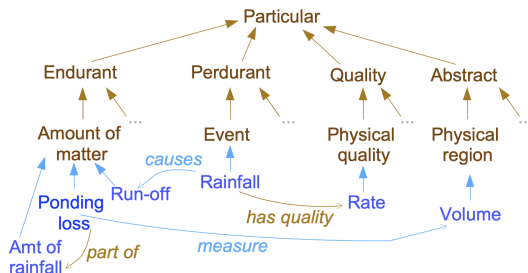 Particular
Endurant
Perdurant
Quality
Abstract
...
...
...
...
Amount of
matter
Event
Physical
quality
Physical
region
causes
Run-off
Rainfall
Ponding
loss
has quality
Rate
Volume
Amt of
rainfall
part of
measure